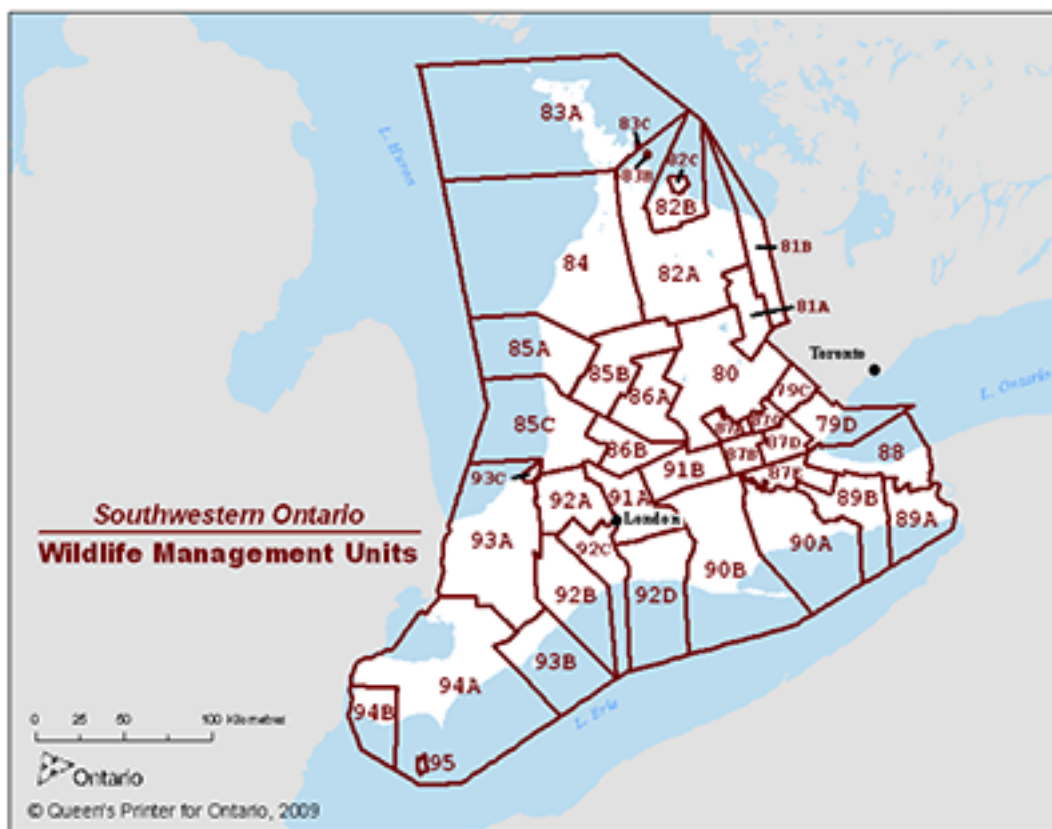 83A
83C
L. Huron
83B
82C
82B
81B
84
82A
81A
85A
Toronto
85B
80
79C
86A
L. Ontario
85C
87A
87C
79D
86B
87D
88
87B
91B
93C
87E
92A
91A
89B
Southwestern Ontario
London
89A
Wildlife Management Units
93A
92C
90A
90B
92B
92D
93B
94A
94B
L. Erie
0 25 50 100 Kilometres
95
Ontario
© Queen's Printer for Ontario, 2009